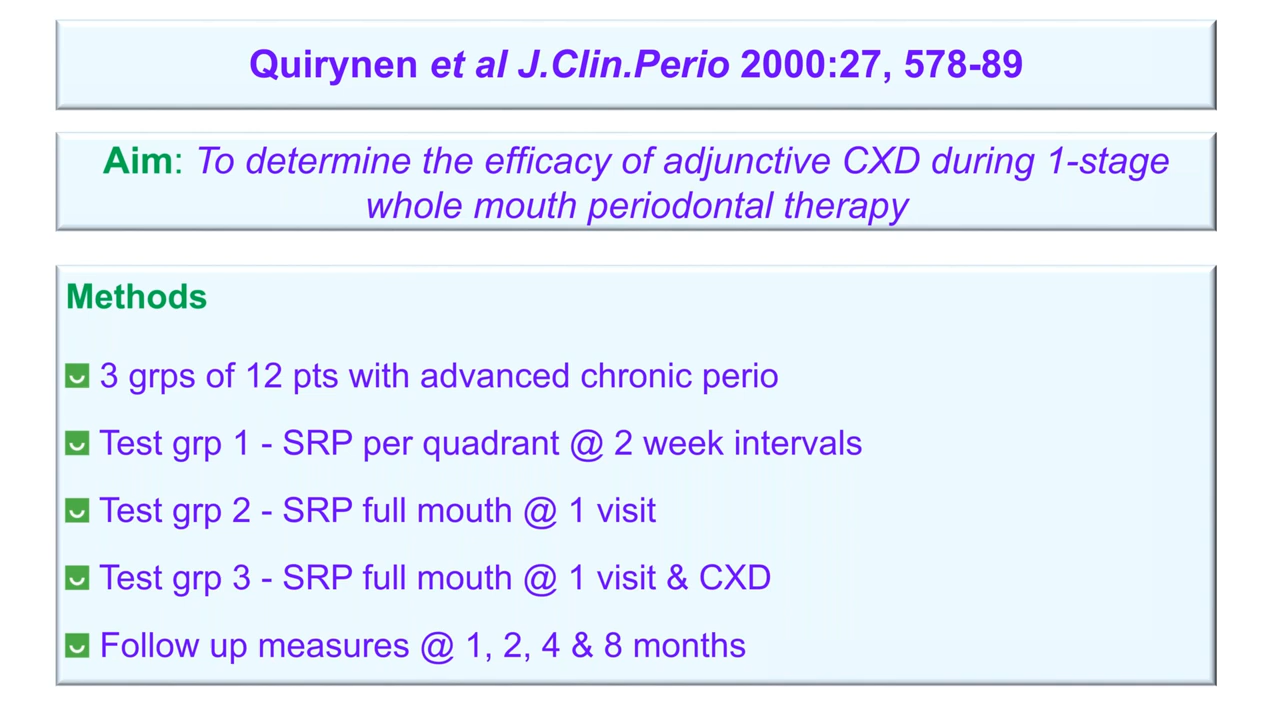 Quirynen et al J.Clin.Perio 2000:27, 578-89
Aim: To determine the efficacy of adjunctive CXD during 1-stage
whole mouth periodontal therapy
Methods
3 grps of 12 pts with advanced chronic perio
Test grp 1 - SRP per quadrant @ 2 week intervals
Test grp 2 - SRP full mouth @ 1 visit
Test grp 3 - SRP full mouth @ 1 visit & CXD
Follow up measures @ 1, 2, 4 & 8 months